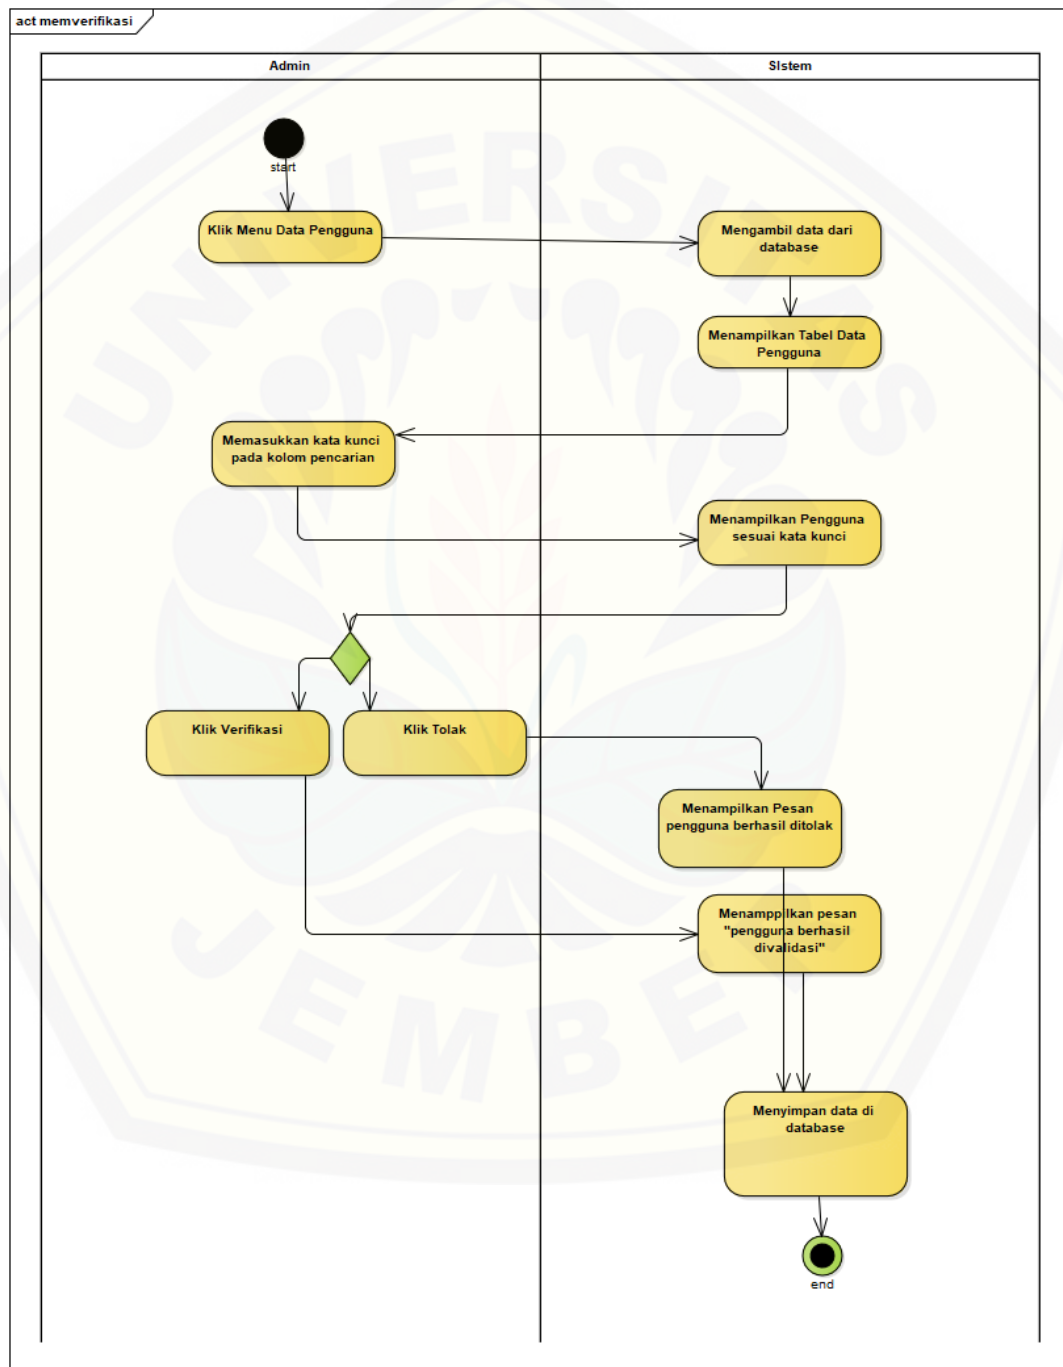 act memverifikasi
Admin
SIstem
start
Klik Menu Data Pengguna
Mengambil data dari
database
Menampilkan Tabel Data
Pengguna
Memasukkan kata kunci
pada kolom pencarian
Menampilkan Pengguna
sesuai kata kunci
Klik Verifikasi
Klik Tolak
Menampilkan Pesan
pengguna berhasil ditolak
Menamppilkan pesan
"pengguna berhasil
divalidasi"
Menyimpan data di
database
end
UNIVERSITAS
JEMBER